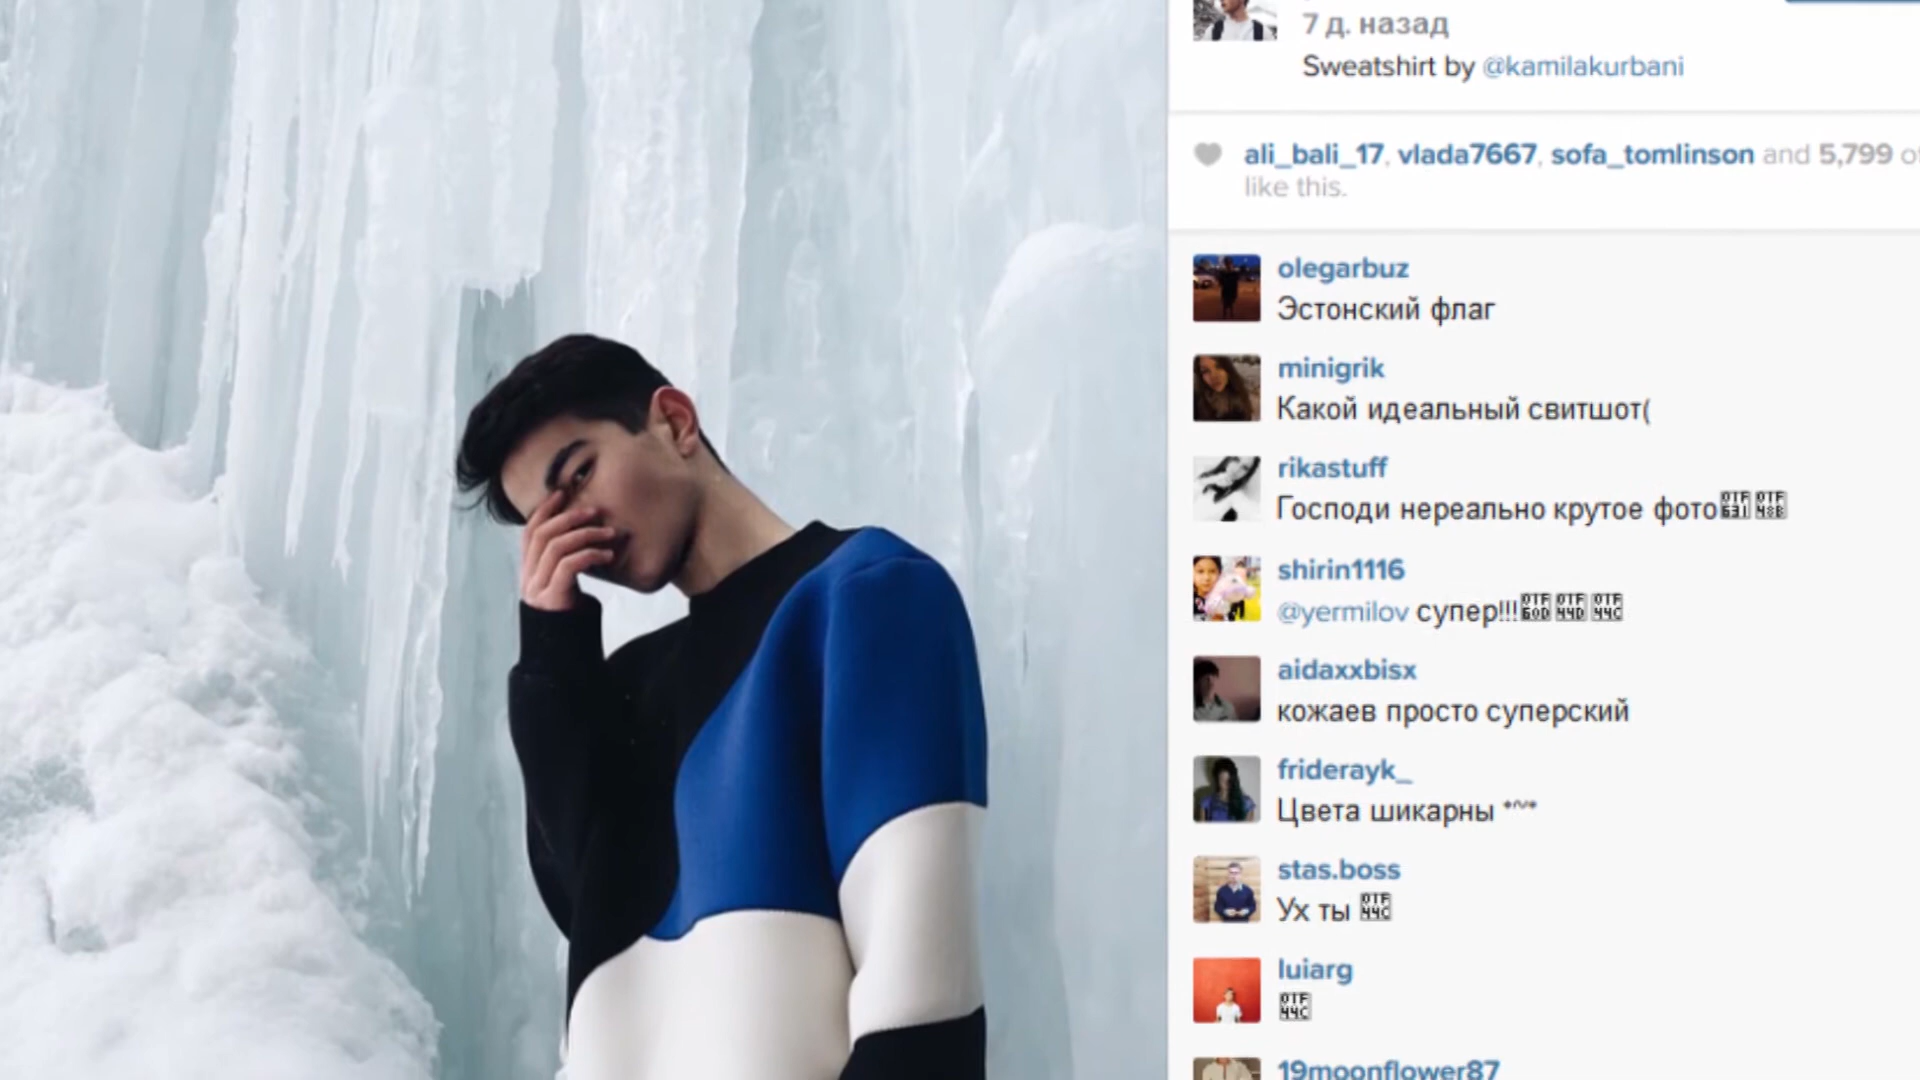 7 д. назад
Sweatshirt by @kamilakurbani
ali_bali_17, vlada7667, sofa_tomlinson and 5,799
like this.
olegarbuz
Эстонский флаг
minigrik
Какой идеальный свитшот(
rikastuff
Господи нереально крутое фото
shirin1116
@yermilov супер!!!
aidaxxbisx
кожаев просто суперский
friderayk_
Цвета шикарны *~*
stas.boss
Ух ты
luiarg
19moonflower87